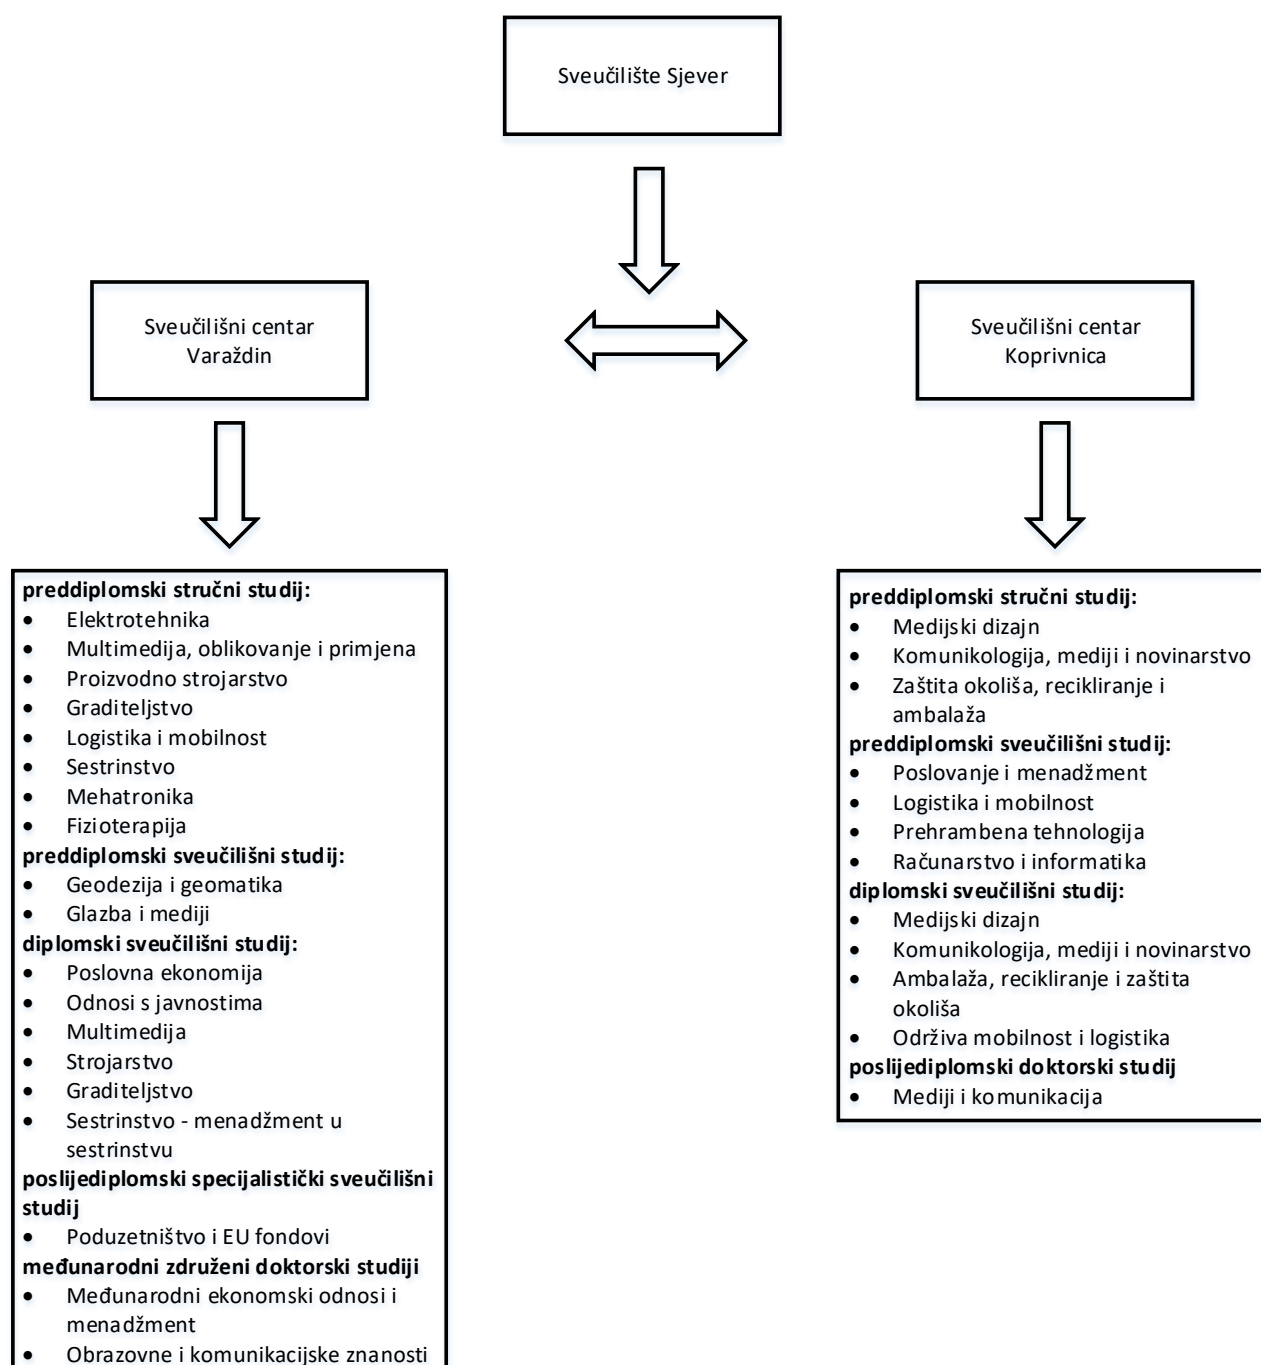 Sveučilište Sjever
Sveučilišni centar
Varaždin
Sveučilišni centar
Koprivnica
preddiplomski stručni studij:
• Elektrotehnika
• Multimedija, oblikovanje i primjena
• Proizvodno strojarstvo
• Graditeljstvo
• Logistika i mobilnost
• Sestrinstvo
• Mehatronika
• Fizioterapija
preddiplomski sveučilišni studij:
• Geodezija i geomatika
• Glazba i mediji
diplomski sveučilišni studij:
• Poslovna ekonomija
• Odnosi s javnostima
• Multimedija
• Strojarstvo
• Graditeljstvo
• Sestrinstvo - menadžment u
sestrinstvu
poslijediplomski specijalistički sveučilišni
studij
• Poduzetništvo i EU fondovi
međunarodni združeni doktorski studiji
• Međunarodni ekonomski odnosi i
menadžment
• Obrazovne i komunikacijske znanosti
preddiplomski stručni studij:
• Medijski dizajn
• Komunikologija, mediji i novinarstvo
• Zaštita okoliša, recikliranje i
ambalaža
preddiplomski sveučilišni studij:
• Poslovanje i menadžment
• Logistika i mobilnost
• Prehrambena tehnologija
• Računarstvo i informatika
diplomski sveučilišni studij:
• Medijski dizajn
• Komunikologija, mediji i novinarstvo
• Ambalaža, recikliranje i zaštita
okoliša
• Održiva mobilnost i logistika
poslijediplomski doktorski studij
• Mediji i komunikacija